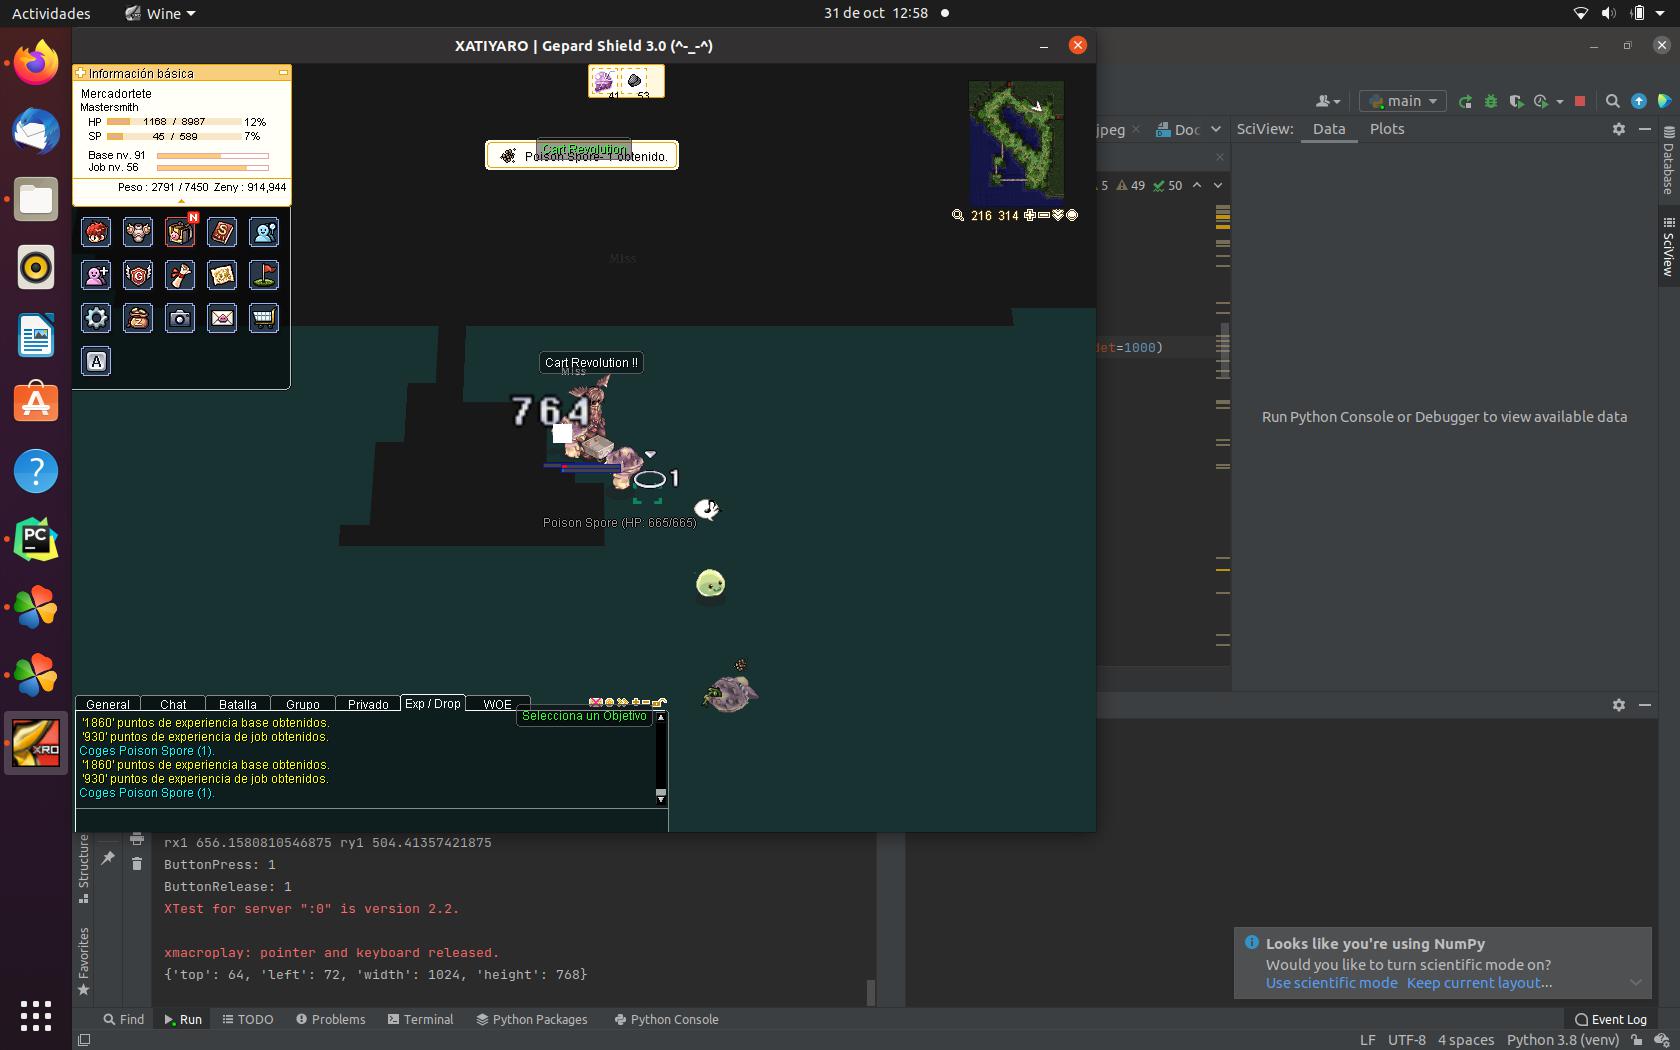 Actividades
Wine
31 de oct 12:58
XATIYARO | Gepard Shield 3.0 (^-_-^)
Información básica
Mercadortete
Mastersmith
HP 1168 / 8987 12%
SP 45 / 589 7%
Base nv. 91
Job nv. 56
Peso : 2791 / 7450 Zeny : 914,944
N
A
41 53
Cart Revolution
Poison Spore- 1 obtenido.
216 314
Miss
Cart Revolution !!
Miss
764
1
Poison Spore (HP: 665/665)
General
Chat
Batalla
Grupo
Privado
Exp / Drop
WOE
Selecciona un Objetivo
'1860' puntos de experiencia base obtenidos.
'930' puntos de experiencia de job obtenidos.
Coges Poison Spore (1).
'1860' puntos de experiencia base obtenidos.
'930' puntos de experiencia de job obtenidos.
Coges Poison Spore (1).
main
jpeg
Doc
SciView:
Data
Plots
5 49 50
det=1000)
Run Python Console or Debugger to view available data
Database
SciView
Structure
Favorites
rx1 656.1580810546875 ry1 504.41357421875
ButtonPress: 1
ButtonRelease: 1
XTest for server ":0" is version 2.2.
xmacroplay: pointer and keyboard released.
{'top': 64, 'left': 72, 'width': 1024, 'height': 768}
Looks like you're using NumPy
Would you like to turn scientific mode on?
Use scientific mode Keep current layout...
Find
Run
TODO
Problems
Terminal
Python Packages
Python Console
Event Log
LF UTF-8 4 spaces Python 3.8 (venv)
PC
XRO